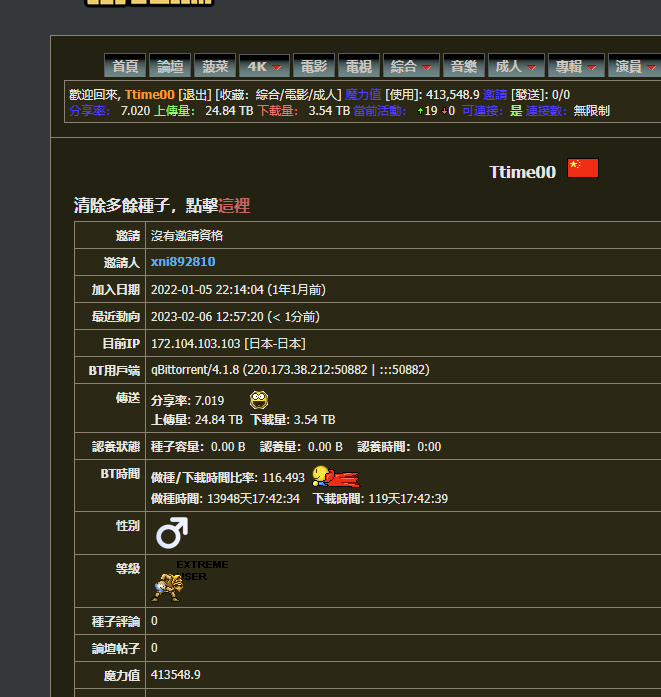 首頁 論壇 菠菜 4K 電影 電視 綜合 音樂 成人 專輯 演員
歡迎回來, Ttime00 [退出] [收藏: 綜合/電影/成人] 魔力值 [使用]: 413,548.9 邀請 [發送]: 0/0
分享率: 7.020 上傳量: 24.84 TB 下載量: 3.54 TB 當前活動: 19 0 可連接: 是 連接數: 無限制
Ttime00
清除多餘種子，點擊這裡
邀請 沒有邀請資格
邀請人 xni892810
加入日期 2022-01-05 22:14:04 (1年1月前)
最近動向 2023-02-06 12:57:20 (< 1分前)
目前IP 172.104.103.103 [日本-日本]
BT用戶端 qBittorrent/4.1.8 (220.173.38.212:50882 | :::50882)
傳送 分享率: 7.019
上傳量: 24.84 TB 下載量: 3.54 TB
認養狀態 種子容量: 0.00 B 認養量: 0.00 B 認養時間: 0:00
BT時間 做種/下載時間比率: 116.493
做種時間: 13948天17:42:34 下載時間: 119天17:42:39
性別
等級 EXTREME
USER
種子評論 0
論壇帖子 0
魔力值 413548.9